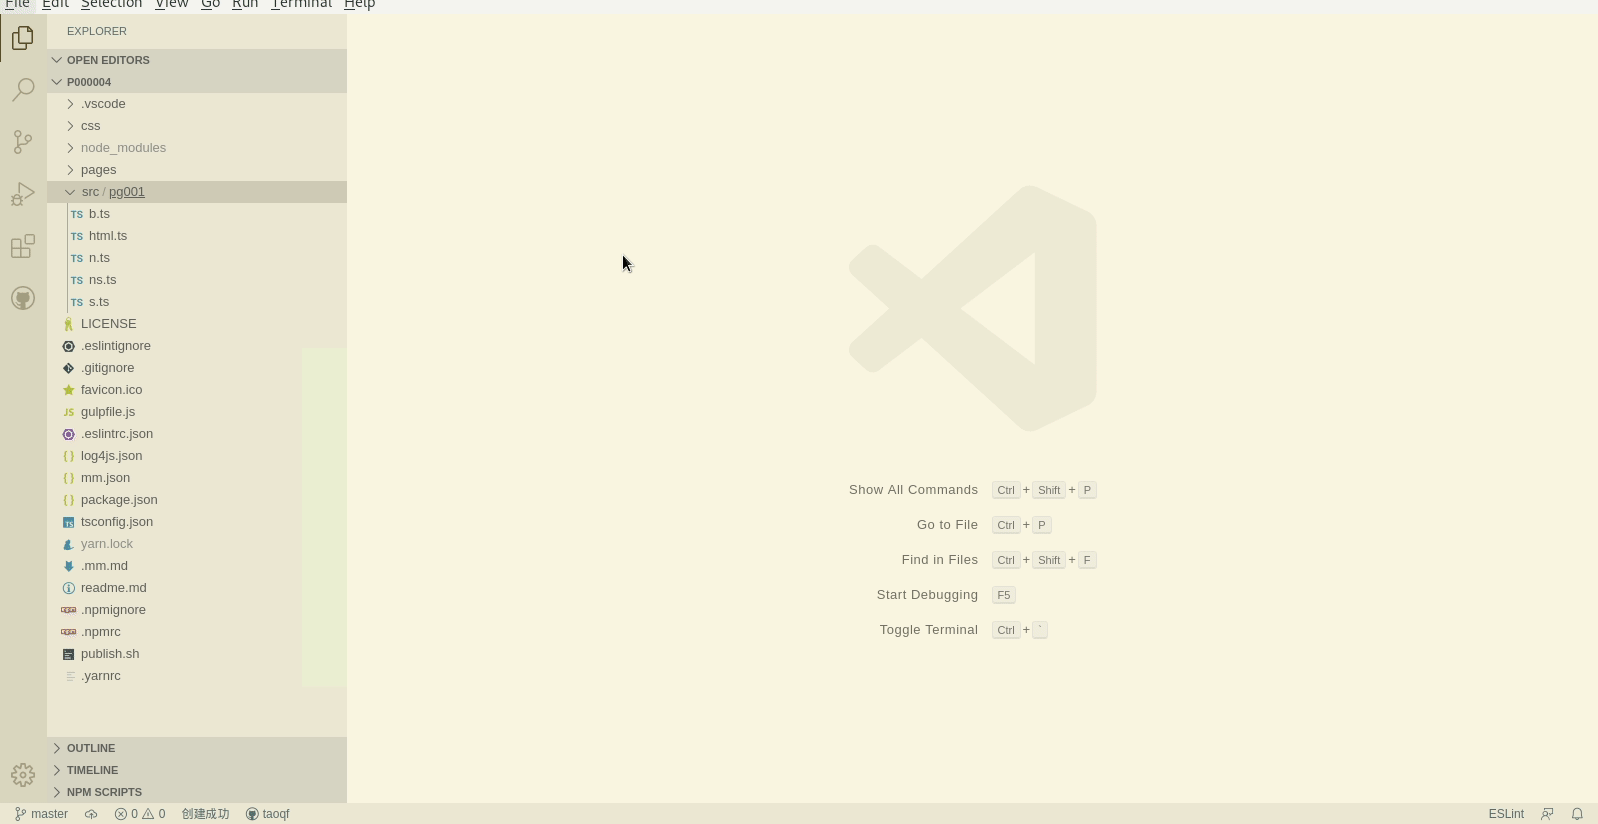 File Edit Selection View Go Run Terminal Help
EXPLORER
OPEN EDITORS
P000004
.vscode
css
node_modules
pages
src / pg001
TS b.ts
TS html.ts
TS n.ts
TS ns.ts
TS s.ts
LICENSE
.eslintignore
.gitignore
favicon.ico
JS gulpfile.js
.eslintrc.json
{ } log4js.json
{ } mm.json
{ } package.json
TS tsconfig.json
yarn.lock
.mm.md
readme.md
.npmignore
.npmrc
publish.sh
.yarnrc
OUTLINE
TIMELINE
NPM SCRIPTS
Show All Commands Ctrl + Shift + P
Go to File Ctrl + P
Find in Files Ctrl + Shift + F
Start Debugging F5
Toggle Terminal Ctrl + `
master 0 0 创建成功 taoqf ESLint